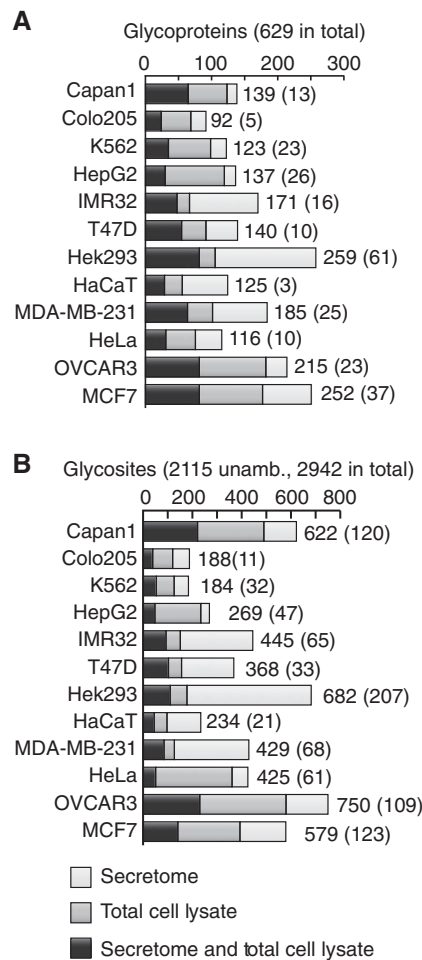 A
Glycoproteins (629 in total)
0 100 200 300
Capan1 139 (13)
Colo205 92 (5)
K562 123 (23)
HepG2 137 (26)
IMR32 171 (16)
T47D 140 (10)
Hek293 259 (61)
HaCaT 125 (3)
MDA-MB-231 185 (25)
HeLa 116 (10)
OVCAR3 215 (23)
MCF7 252 (37)
B
Glycosites (2115 unamb., 2942 in total)
0 200 400 600 800
Capan1 622 (120)
Colo205 188(11)
K562 184 (32)
HepG2 269 (47)
IMR32 445 (65)
T47D 368 (33)
Hek293 682 (207)
HaCaT 234 (21)
MDA-MB-231 429 (68)
HeLa 425 (61)
OVCAR3 750 (109)
MCF7 579 (123)
Secretome
Total cell lysate
Secretome and total cell lysate